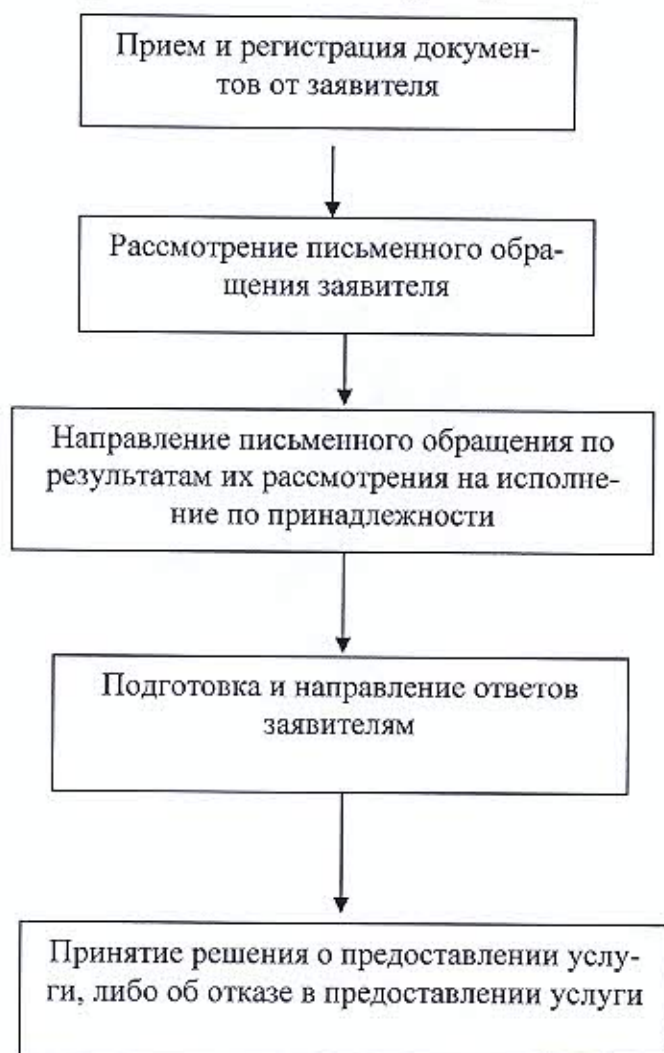 Прием и регистрация докумен-
тов от заявителя
Рассмотрение письменного обра-
щения заявителя
Направление письменного обращения по
результатам их рассмотрения на исполне-
ение по принадлежности
Подготовка и направление ответов
заявителям
Принятие решения о предоставлении услу-
ги, либо об отказе в предоставлении услуги